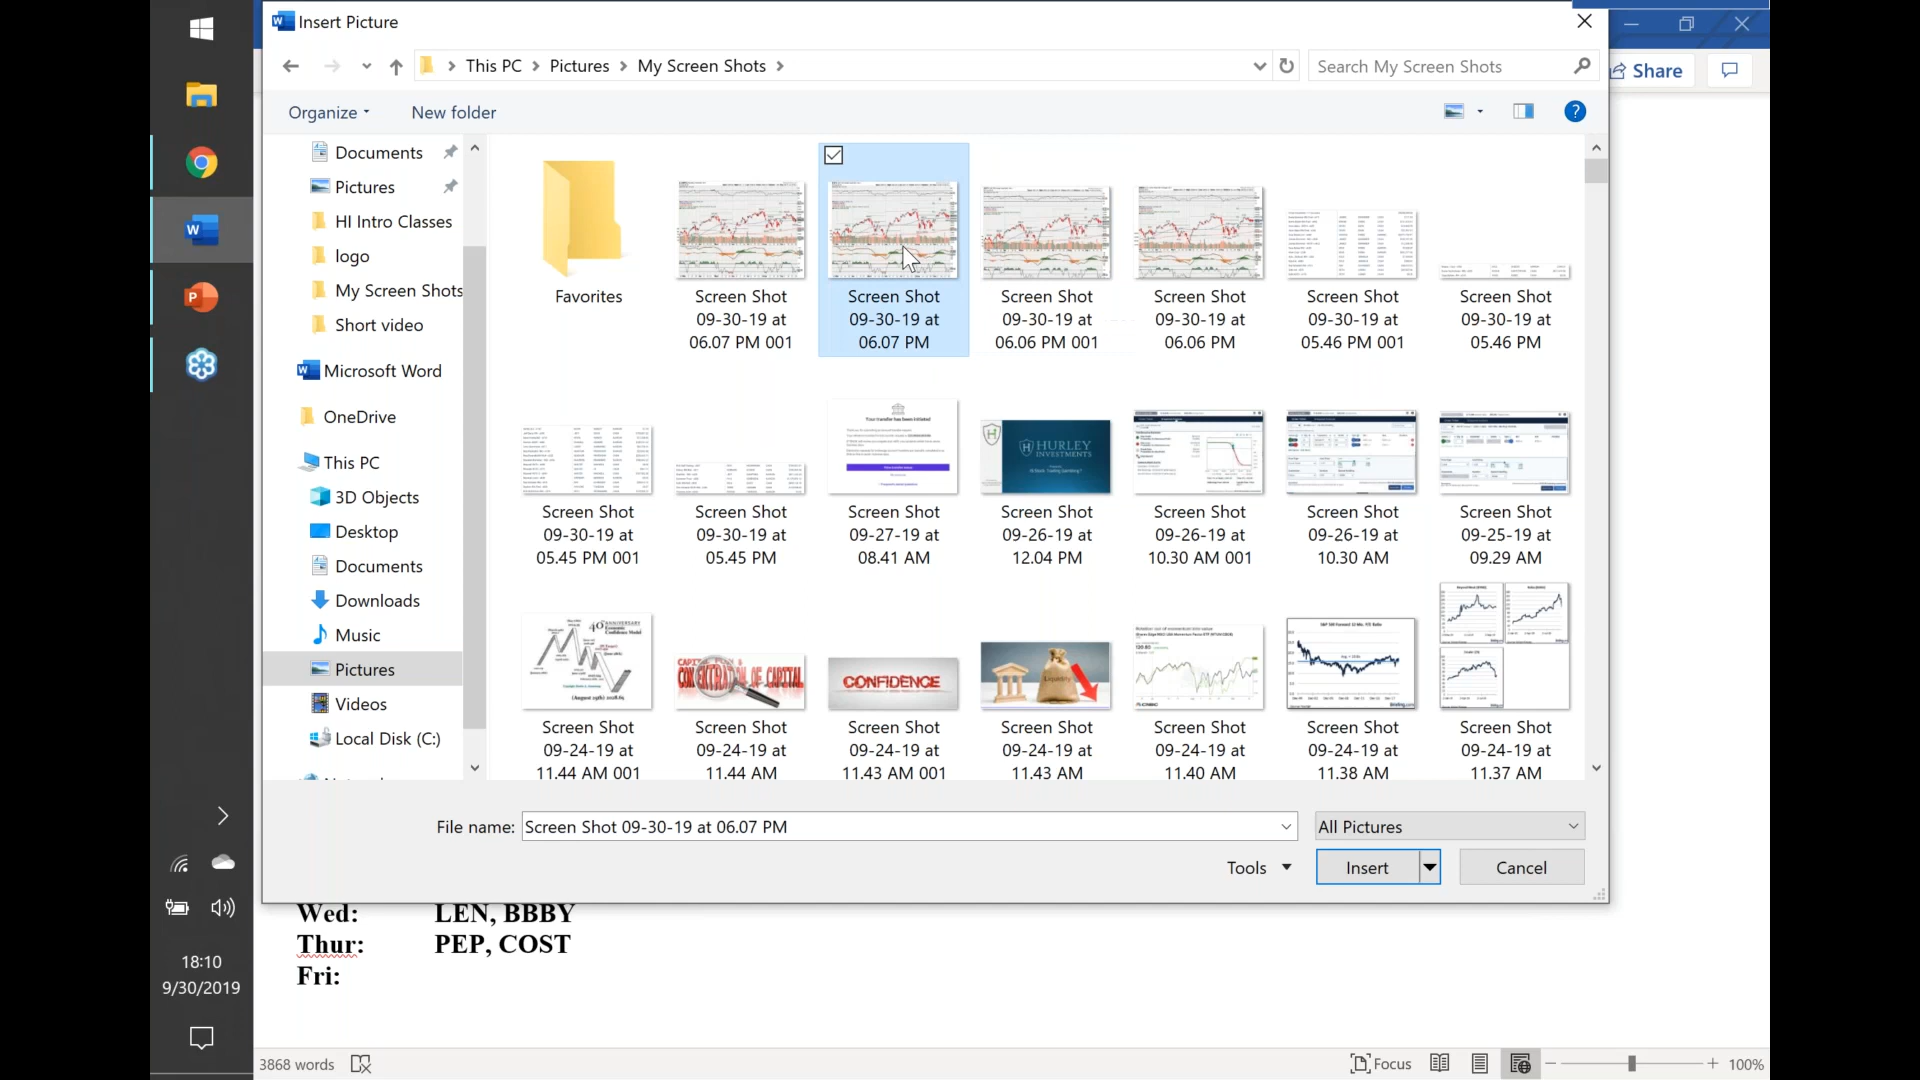 Insert Picture
This PC
Pictures
My Screen Shots
Search My Screen Shots
Share
Organize
New folder
Documents
Pictures
HI Intro Classes
logo
My Screen Shots
Short video
Microsoft Word
OneDrive
This PC
3D Objects
Desktop
Documents
Downloads
Music
Pictures
Videos
Local Disk (C:)
Favorites
Screen Shot
09-30-19 at
06.07 PM 001
Screen Shot
09-30-19 at
06.07 PM
Screen Shot
09-30-19 at
06.06 PM 001
Screen Shot
09-30-19 at
06.06 PM
Screen Shot
09-30-19 at
05.46 PM 001
Screen Shot
09-30-19 at
05.46 PM
HURLEY
INVESTMENTS
Screen Shot
09-30-19 at
05.45 PM 001
Screen Shot
09-30-19 at
05.45 PM
Screen Shot
09-27-19 at
08.41 AM
Screen Shot
09-26-19 at
12.04 PM
Screen Shot
09-26-19 at
10.30 AM 001
Screen Shot
09-26-19 at
10.30 AM
Screen Shot
09-25-19 at
09.29 AM
CONFIDENCE
Liquidity
Screen Shot
09-24-19 at
11.44 AM 001
Screen Shot
09-24-19 at
11.44 AM
Screen Shot
09-24-19 at
11.43 AM 001
Screen Shot
09-24-19 at
11.43 AM
Screen Shot
09-24-19 at
11.40 AM
Screen Shot
09-24-19 at
11.38 AM
Screen Shot
09-24-19 at
11.37 AM
File name: Screen Shot 09-30-19 at 06.07 PM
All Pictures
Tools
Insert
Cancel
Wed: LEN, BBBY
Thur: PEP, COST
Fri:
18:10
9/30/2019
3868 words
Focus
100%